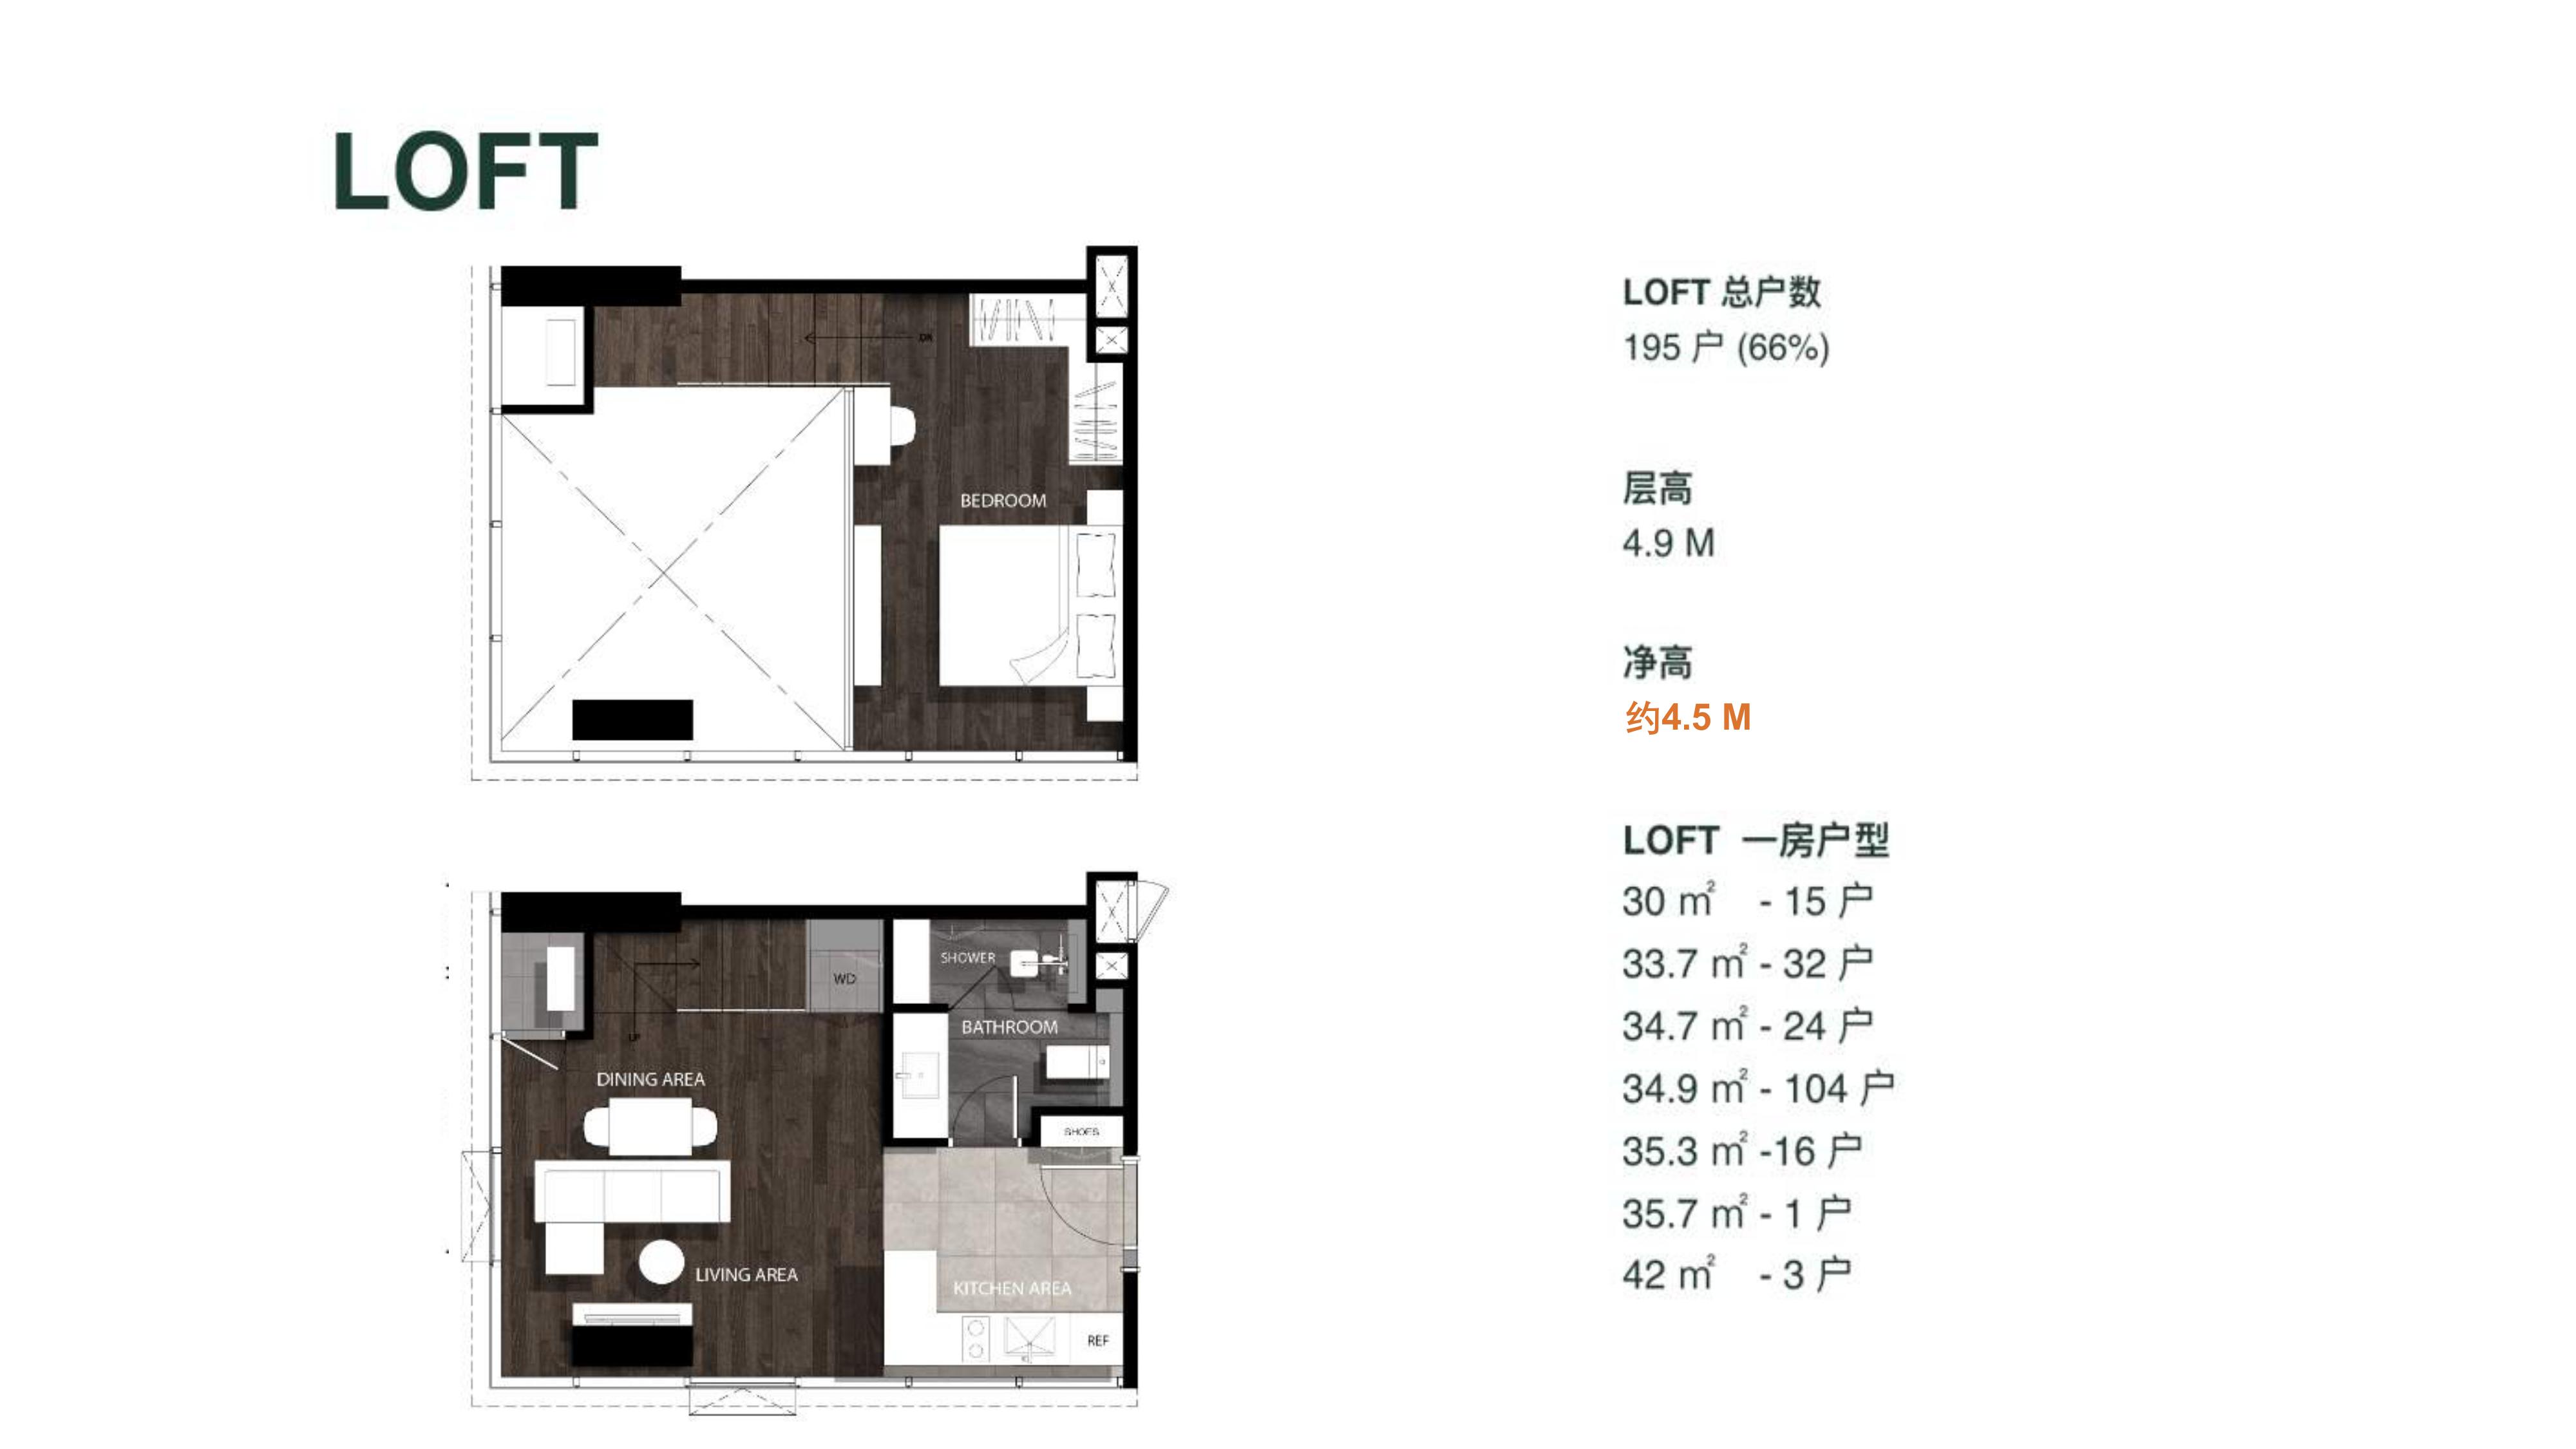 LOFT
DN
BEDROOM
WD
SHOWER
BATHROOM
UP
DINING AREA
SHOES
LIVING AREA
KITCHEN AREA
REF
LOFT 总户数
195 户 (66%)
层高
4.9 M
净高
约4.5 M
LOFT 一房户型
30 ㎡ - 15 户
33.7 ㎡ - 32 户
34.7 ㎡ - 24 户
34.9 ㎡ - 104 户
35.3 ㎡ -16 户
35.7 ㎡ - 1 户
42 ㎡ - 3 户